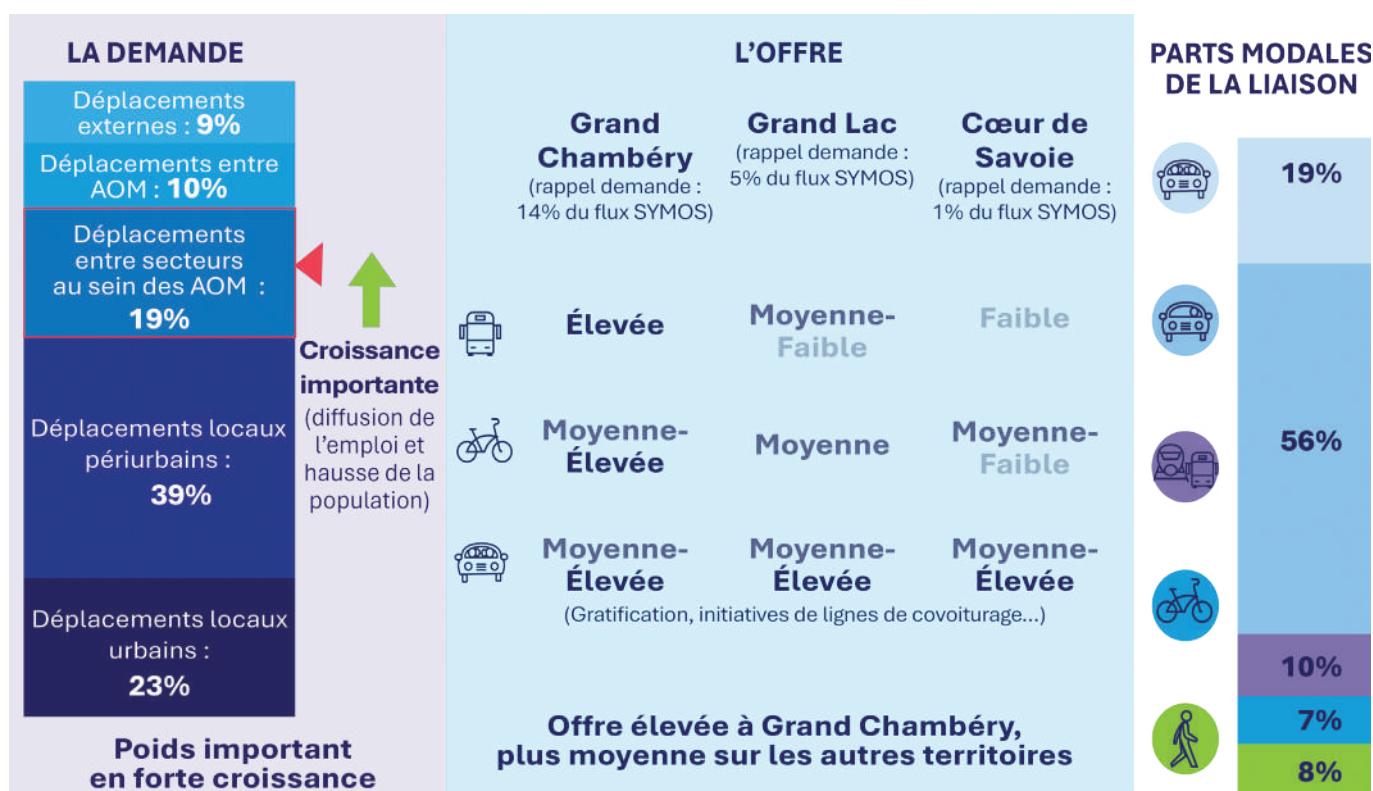 LA DEMANDE
Déplacements
externes : 9%
Déplacements entre
AOM : 10%
Déplacements
entre secteurs
au sein des AOM :
19%
Déplacements locaux
périurbains :
39%
Déplacements locaux
urbains :
23%
Croissance
importante
(diffusion de
l'emploi et
hausse de la
population)
Poids important
en forte croissance
L'OFFRE
Grand
Chambéry
(rappel demande :
14% du flux SYMOS)
Grand Lac
(rappel demande :
5% du flux SYMOS)
Cœur de
Savoie
(rappel demande :
1% du flux SYMOS)
Élevée
Moyenne-
Faible
Faible
Moyenne-
Élevée
Moyenne
Moyenne-
Faible
Moyenne-
Élevée
Moyenne-
Élevée
Moyenne-
Élevée
(Gratification, initiatives de lignes de covoiturage...)
Offre élevée à Grand Chambéry,
plus moyenne sur les autres territoires
PARTS MODALES
DE LA LIAISON
19%
56%
10%
7%
8%